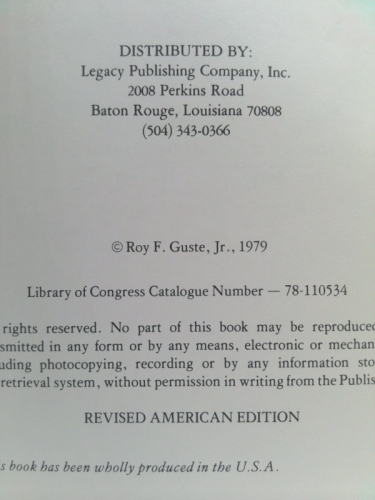 DISTRIBUTED BY:
Legacy Publishing Company, Inc.
2008 Perkins Road
Baton Rouge, Louisiana 70808
(504) 343-0366
© Roy F. Guste, Jr., 1979
Library of Congress Catalogue Number — 78-110534
rights reserved. No part of this book may be reproduced
smitted in any form or by any means, electronic or mechan
uding photocopying, recording or by any information sto
retrieval system, without permission in writing from the Publis
REVISED AMERICAN EDITION
s book has been wholly produced in the U.S.A.